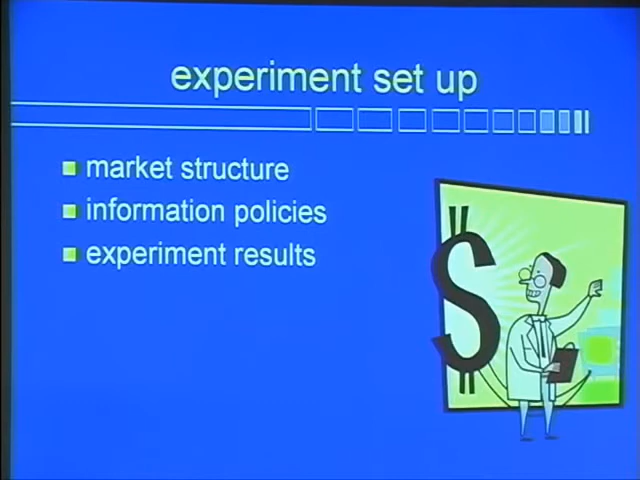 experiment set up
market structure
information policies
experiment results
$